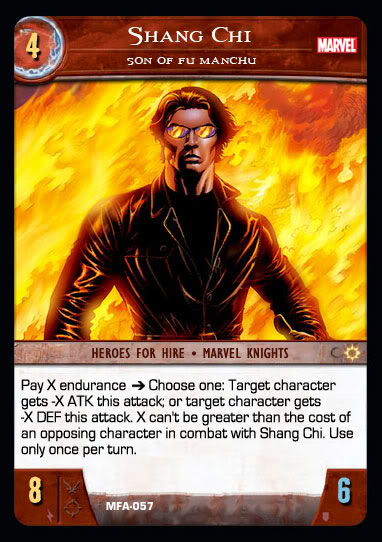 4
SHANG CHI
MARVEL
SON OF FU MANCHU
HEROES FOR HIRE • MARVEL KNIGHTS
C
Pay X endurance ➔ Choose one: Target character
gets -X ATK this attack; or target character gets
-X DEF this attack. X can't be greater than the cost of
an opposing character in combat with Shang Chi. Use
only once per turn.
8
MFA-057
6